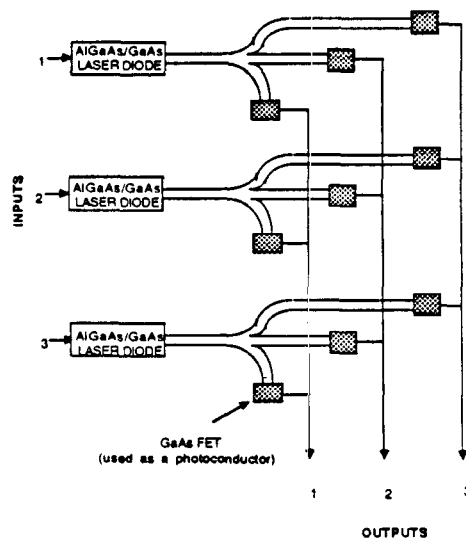 1
AlGaAs/GaAs
LASER DIODE
INPUTS
2
AlGaAs/GaAs
LASER DIODE
3
AlGaAs/GaAs
LASER DIODE
GaAs FET
(used as a photoconductor)
1 2 3
OUTPUTS